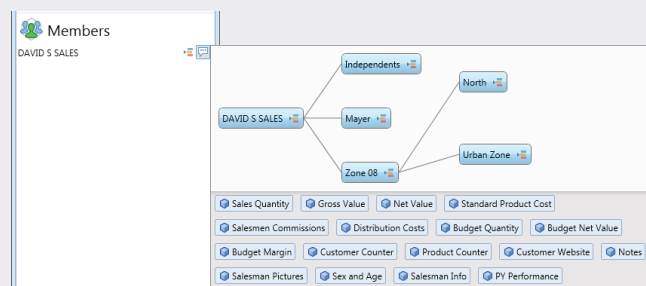 Members
DAVID S SALES
Independents
North
DAVID S SALES
Mayer
Urban Zone
Zone 08
Sales Quantity Gross Value Net Value Standard Product Cost
Salesmen Commissions Distribution Costs Budget Quantity Budget Net Value
Budget Margin Customer Counter Product Counter Customer Website Notes
Salesman Pictures Sex and Age Salesman Info PY Performance